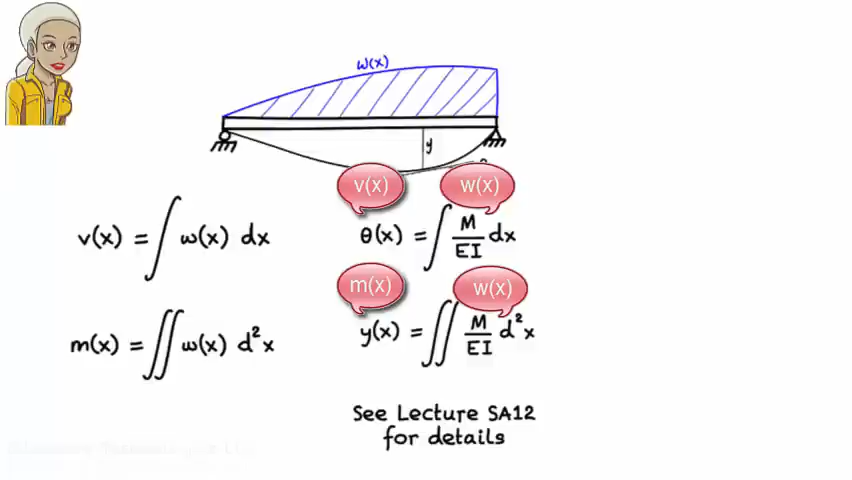 w(x)
y
v(x) w(x)
v(x) = ∫ w(x) dx θ(x) = ∫ M/EI dx
m(x) w(x)
m(x) = ∬ w(x) d²x y(x) = ∬ M/EI d²x
See Lecture SA12
for details